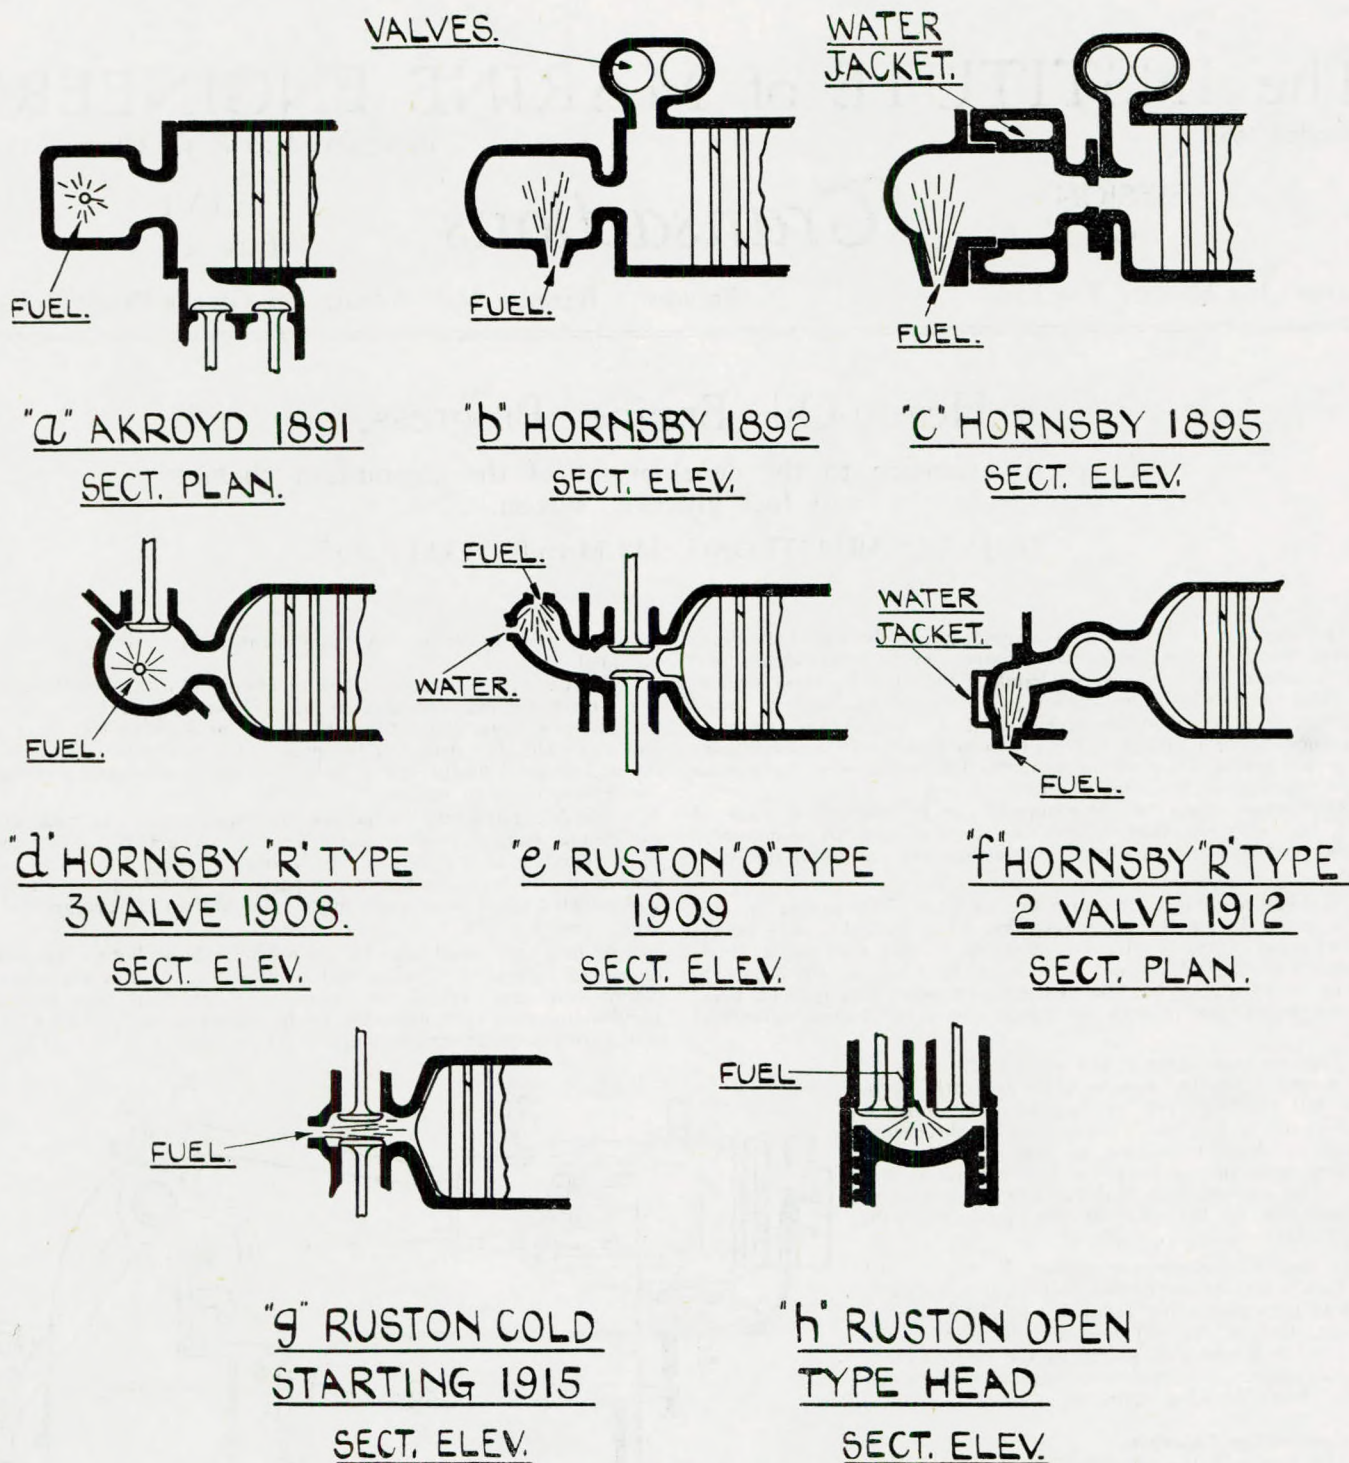 VALVES.
WATER
JACKET.
FUEL.
FUEL.
FUEL.
"a" AKROYD 1891
SECT. PLAN.
"b" HORNSBY 1892
SECT. ELEV.
"c" HORNSBY 1895
SECT. ELEV.
FUEL.
WATER.
FUEL.
WATER
JACKET.
FUEL.
"d" HORNSBY "R" TYPE
3 VALVE 1908.
SECT. ELEV.
"e" RUSTON "O" TYPE
1909
SECT. ELEV.
"f" HORNSBY "R" TYPE
2 VALVE 1912
SECT. PLAN.
FUEL.
FUEL
"g" RUSTON COLD
STARTING 1915
SECT. ELEV.
"h" RUSTON OPEN
TYPE HEAD
SECT. ELEV.